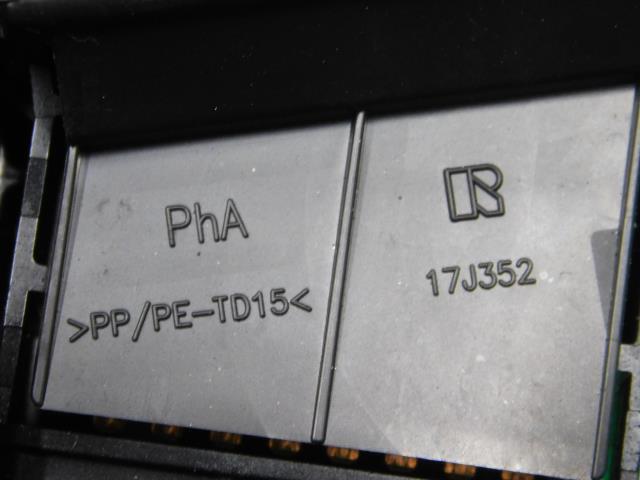 PhA
>PP/PE-TD15<
R
17J352